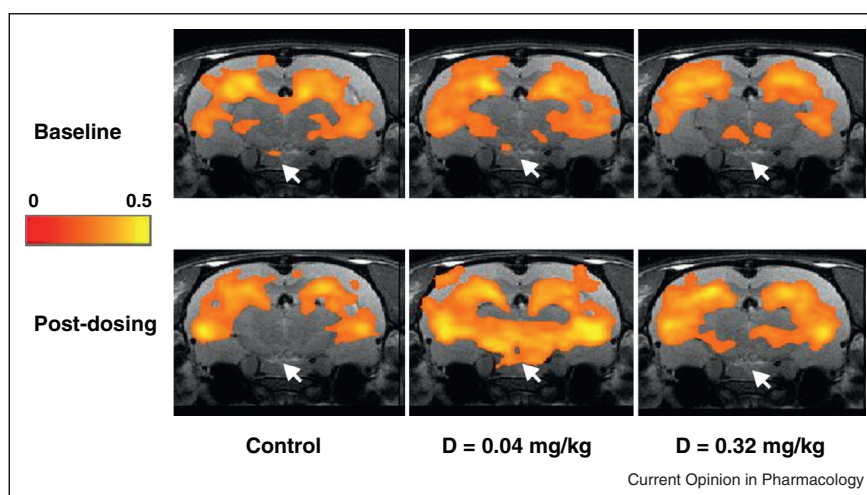 Baseline
0 0.5
Post-dosing
Control D = 0.04 mg/kg D = 0.32 mg/kg
Current Opinion in Pharmacology